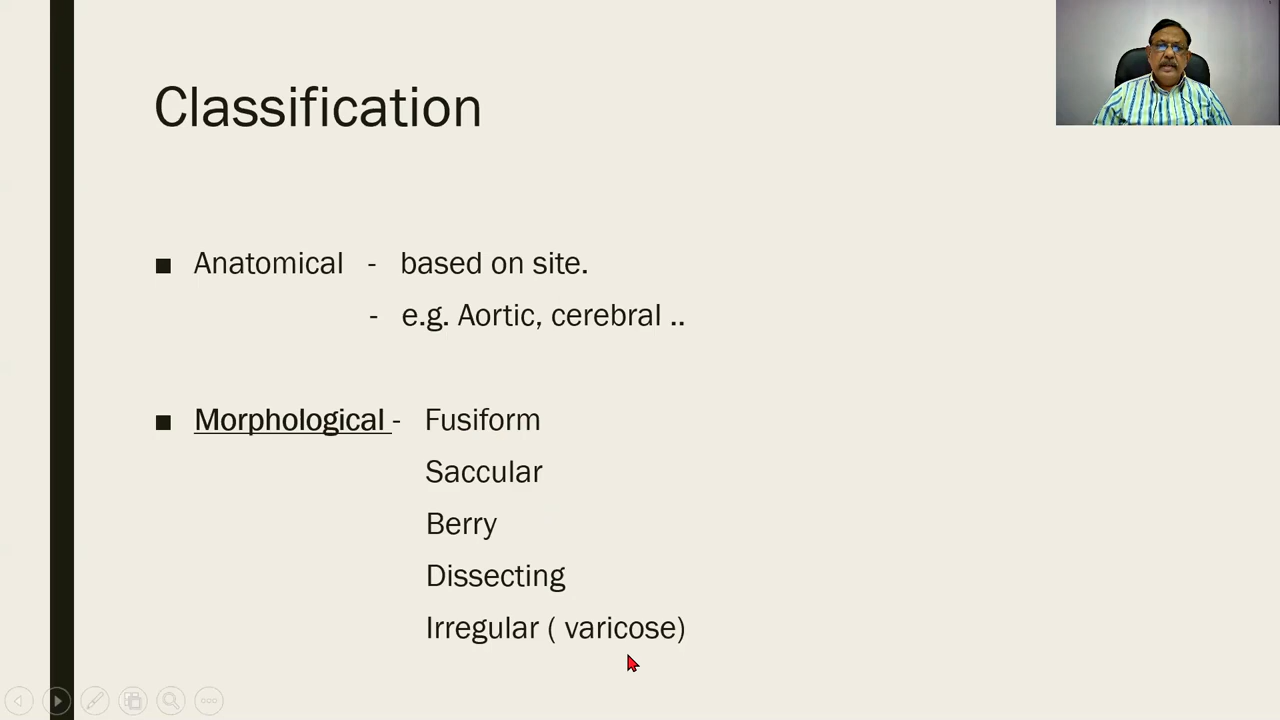 Classification
■ Anatomical - based on site.
- e.g. Aortic, cerebral ..
■ Morphological - Fusiform
Saccular
Berry
Dissecting
Irregular ( varicose)